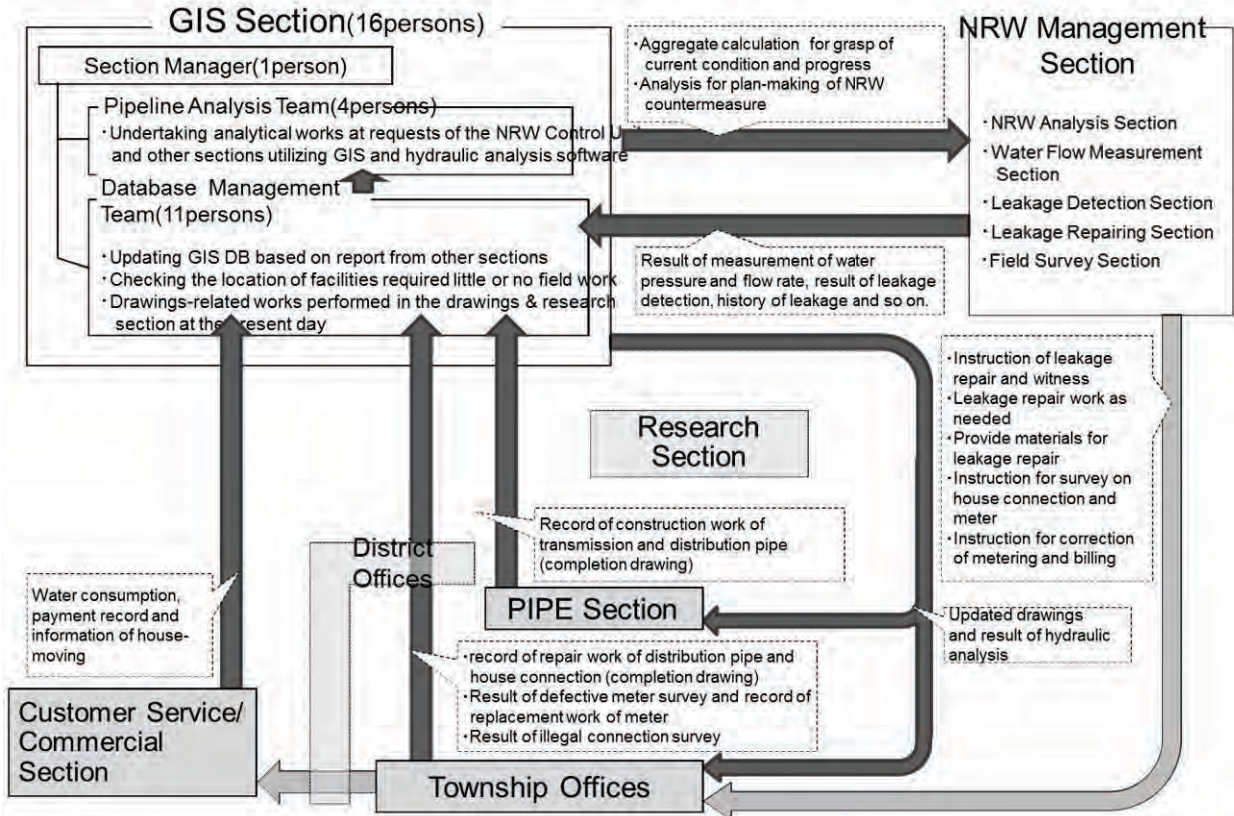 GIS Section(16persons)
Section Manager(1person)
Pipeline Analysis Team(4persons)
・Undertaking analytical works at requests of the NRW Control U
and other sections utilizing GIS and hydraulic analysis software
Database Management
Team(11persons)
・Updating GIS DB based on report from other sections
・Checking the location of facilities required little or no field work
・Drawings-related works performed in the drawings & research
section at the present day
・Aggregate calculation for grasp of
current condition and progress
・Analysis for plan-making of NRW
countermeasure
NRW Management
Section
・NRW Analysis Section
・Water Flow Measurement
Section
・Leakage Detection Section
・Leakage Repairing Section
・Field Survey Section
Result of measurement of water
pressure and flow rate, result of leakage
detection, history of leakage and so on.
・Instruction of leakage
repair and witness
・Leakage repair work as
needed
・Provide materials for
leakage repair
・Instruction for survey on
house connection and
meter
・Instruction for correction
of metering and billing
Research
Section
Record of construction work of
transmission and distribution pipe
(completion drawing)
District
Offices
PIPE Section
Water consumption,
payment record and
information of house-
moving
Updated drawings
and result of hydraulic
analysis
・record of repair work of distribution pipe and
house connection (completion drawing)
・Result of defective meter survey and record of
replacement work of meter
・Result of illegal connection survey
Customer Service/
Commercial
Section
Township Offices